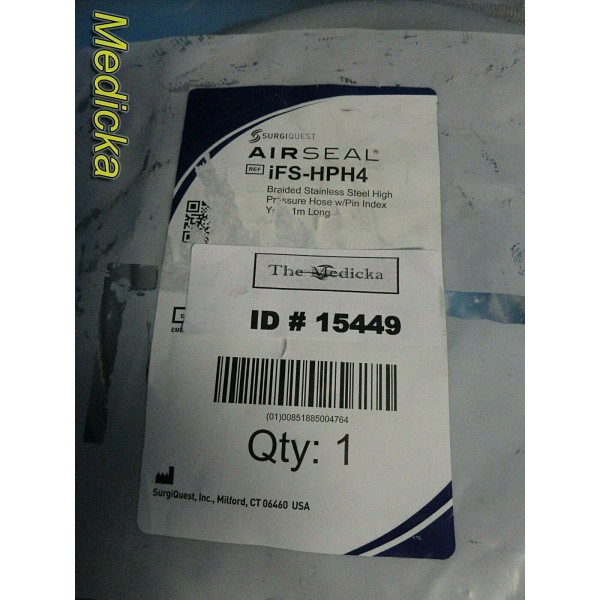 Medicka
SURGIQUEST
AIRSEAL®
REF iFS-HPH4
Braided Stainless Steel High
Pressure Hose w/Pin Index
1m Long
The Medicka
ID # 15449
(01)00851885004764
Qty: 1
SurgiQuest, Inc., Milford, CT 06460 USA